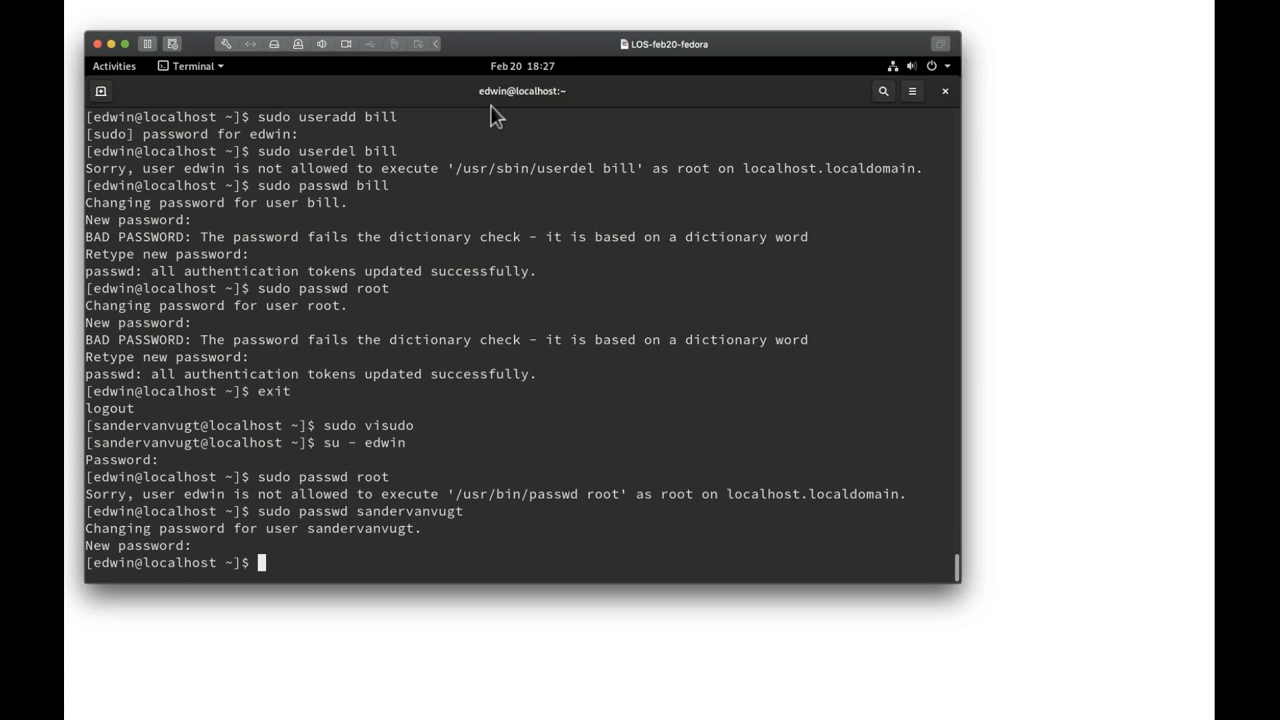 LOS-feb20-fedora
Activities Terminal Feb 20 18:27
edwin@localhost:~
[edwin@localhost ~]$ sudo useradd bill
[sudo] password for edwin:
[edwin@localhost ~]$ sudo userdel bill
Sorry, user edwin is not allowed to execute '/usr/sbin/userdel bill' as root on localhost.localdomain.
[edwin@localhost ~]$ sudo passwd bill
Changing password for user bill.
New password:
BAD PASSWORD: The password fails the dictionary check - it is based on a dictionary word
Retype new password:
passwd: all authentication tokens updated successfully.
[edwin@localhost ~]$ sudo passwd root
Changing password for user root.
New password:
BAD PASSWORD: The password fails the dictionary check - it is based on a dictionary word
Retype new password:
passwd: all authentication tokens updated successfully.
[edwin@localhost ~]$ exit
logout
[sandervanvugt@localhost ~]$ sudo visudo
[sandervanvugt@localhost ~]$ su - edwin
Password:
[edwin@localhost ~]$ sudo passwd root
Sorry, user edwin is not allowed to execute '/usr/bin/passwd root' as root on localhost.localdomain.
[edwin@localhost ~]$ sudo passwd sandervanvugt
Changing password for user sandervanvugt.
New password:
[edwin@localhost ~]$